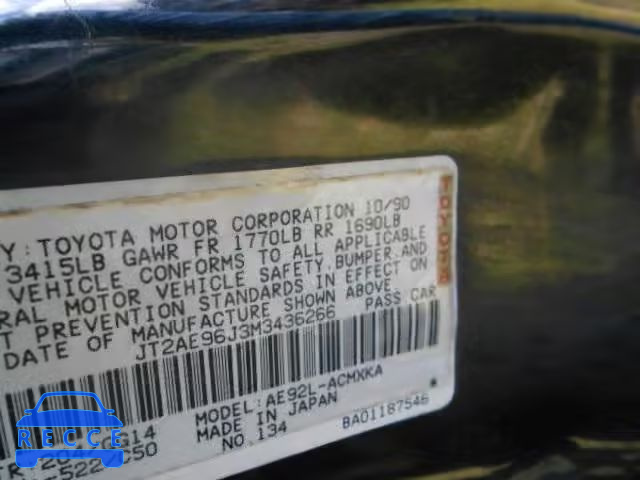 Y: TOYOTA MOTOR CORPORATION 10/90
3415LB GAWR FR 1770LB RR 1690LB
VEHICLE CONFORMS TO ALL APPLICABLE
RAL MOTOR VEHICLE SAFETY, BUMPER, AND
T PREVENTION STANDARDS IN EFFECT ON
DATE OF MANUFACTURE SHOWN ABOVE.
JT2AE96J3M3436266 PASS CAR
MODEL: AE92L-ACMXKA
MADE IN JAPAN
NO. 134
BA01187546
TOYOTA